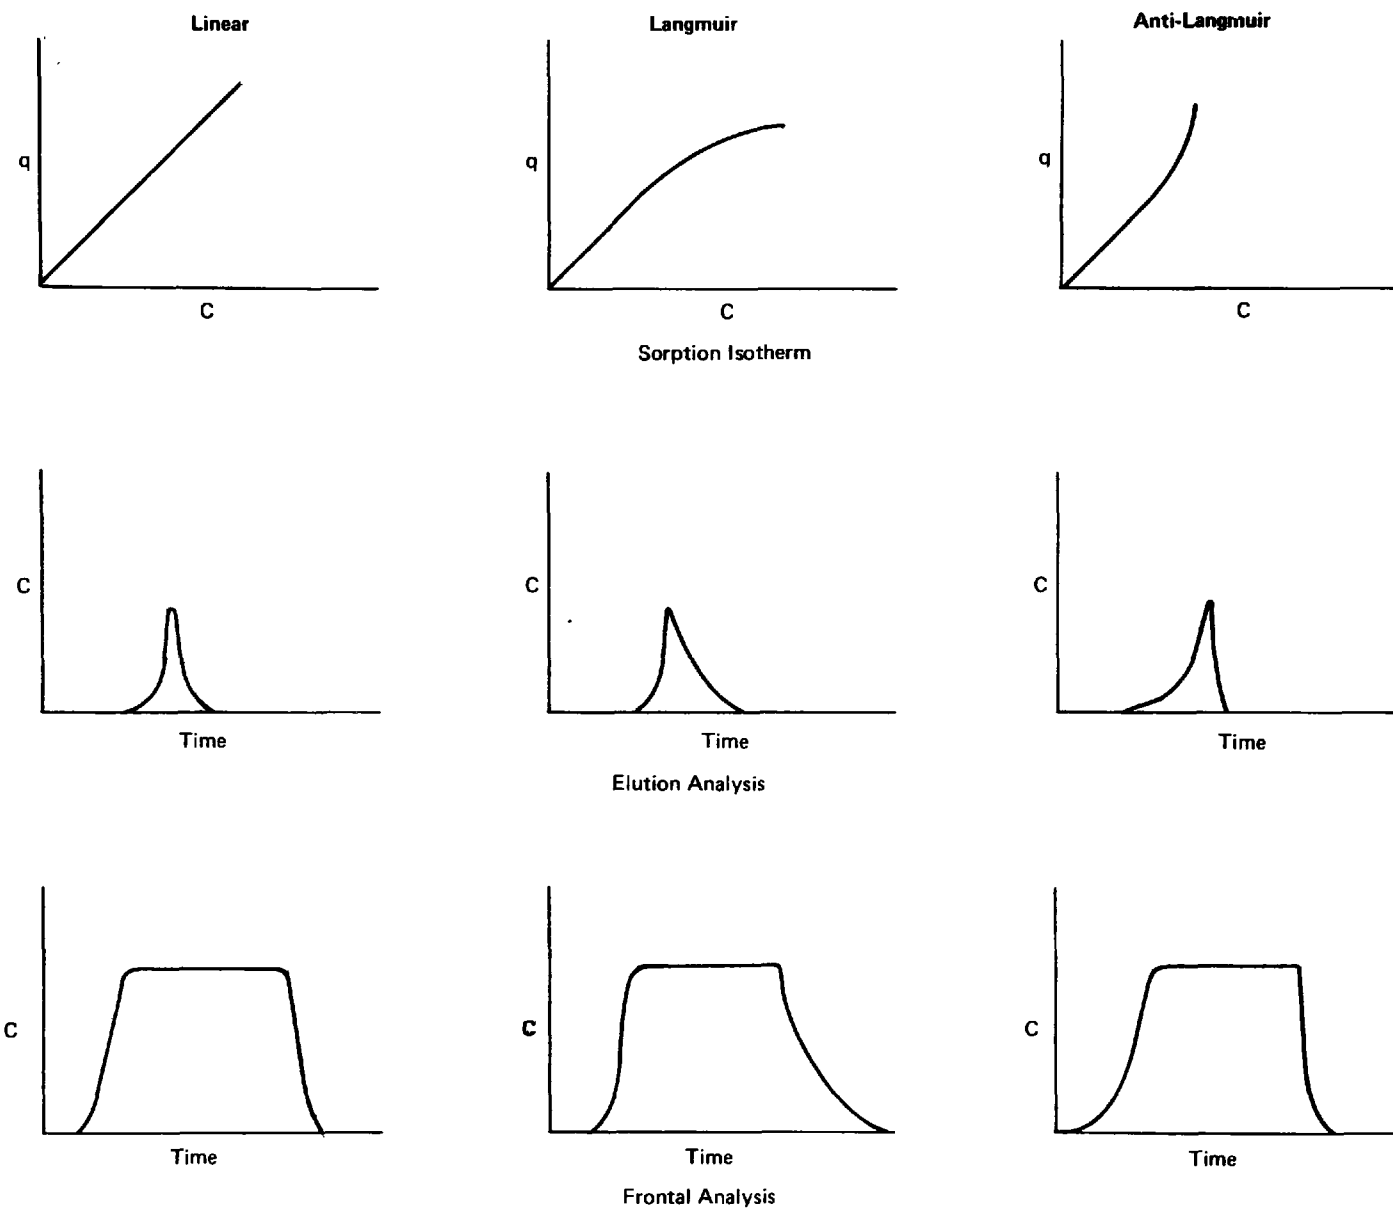 Linear
Langmuir
Anti-Langmuir
q
q
q
C
C
C
Sorption Isotherm
C
C
C
Time
Time
Time
Elution Analysis
C
C
C
Time
Time
Time
Frontal Analysis